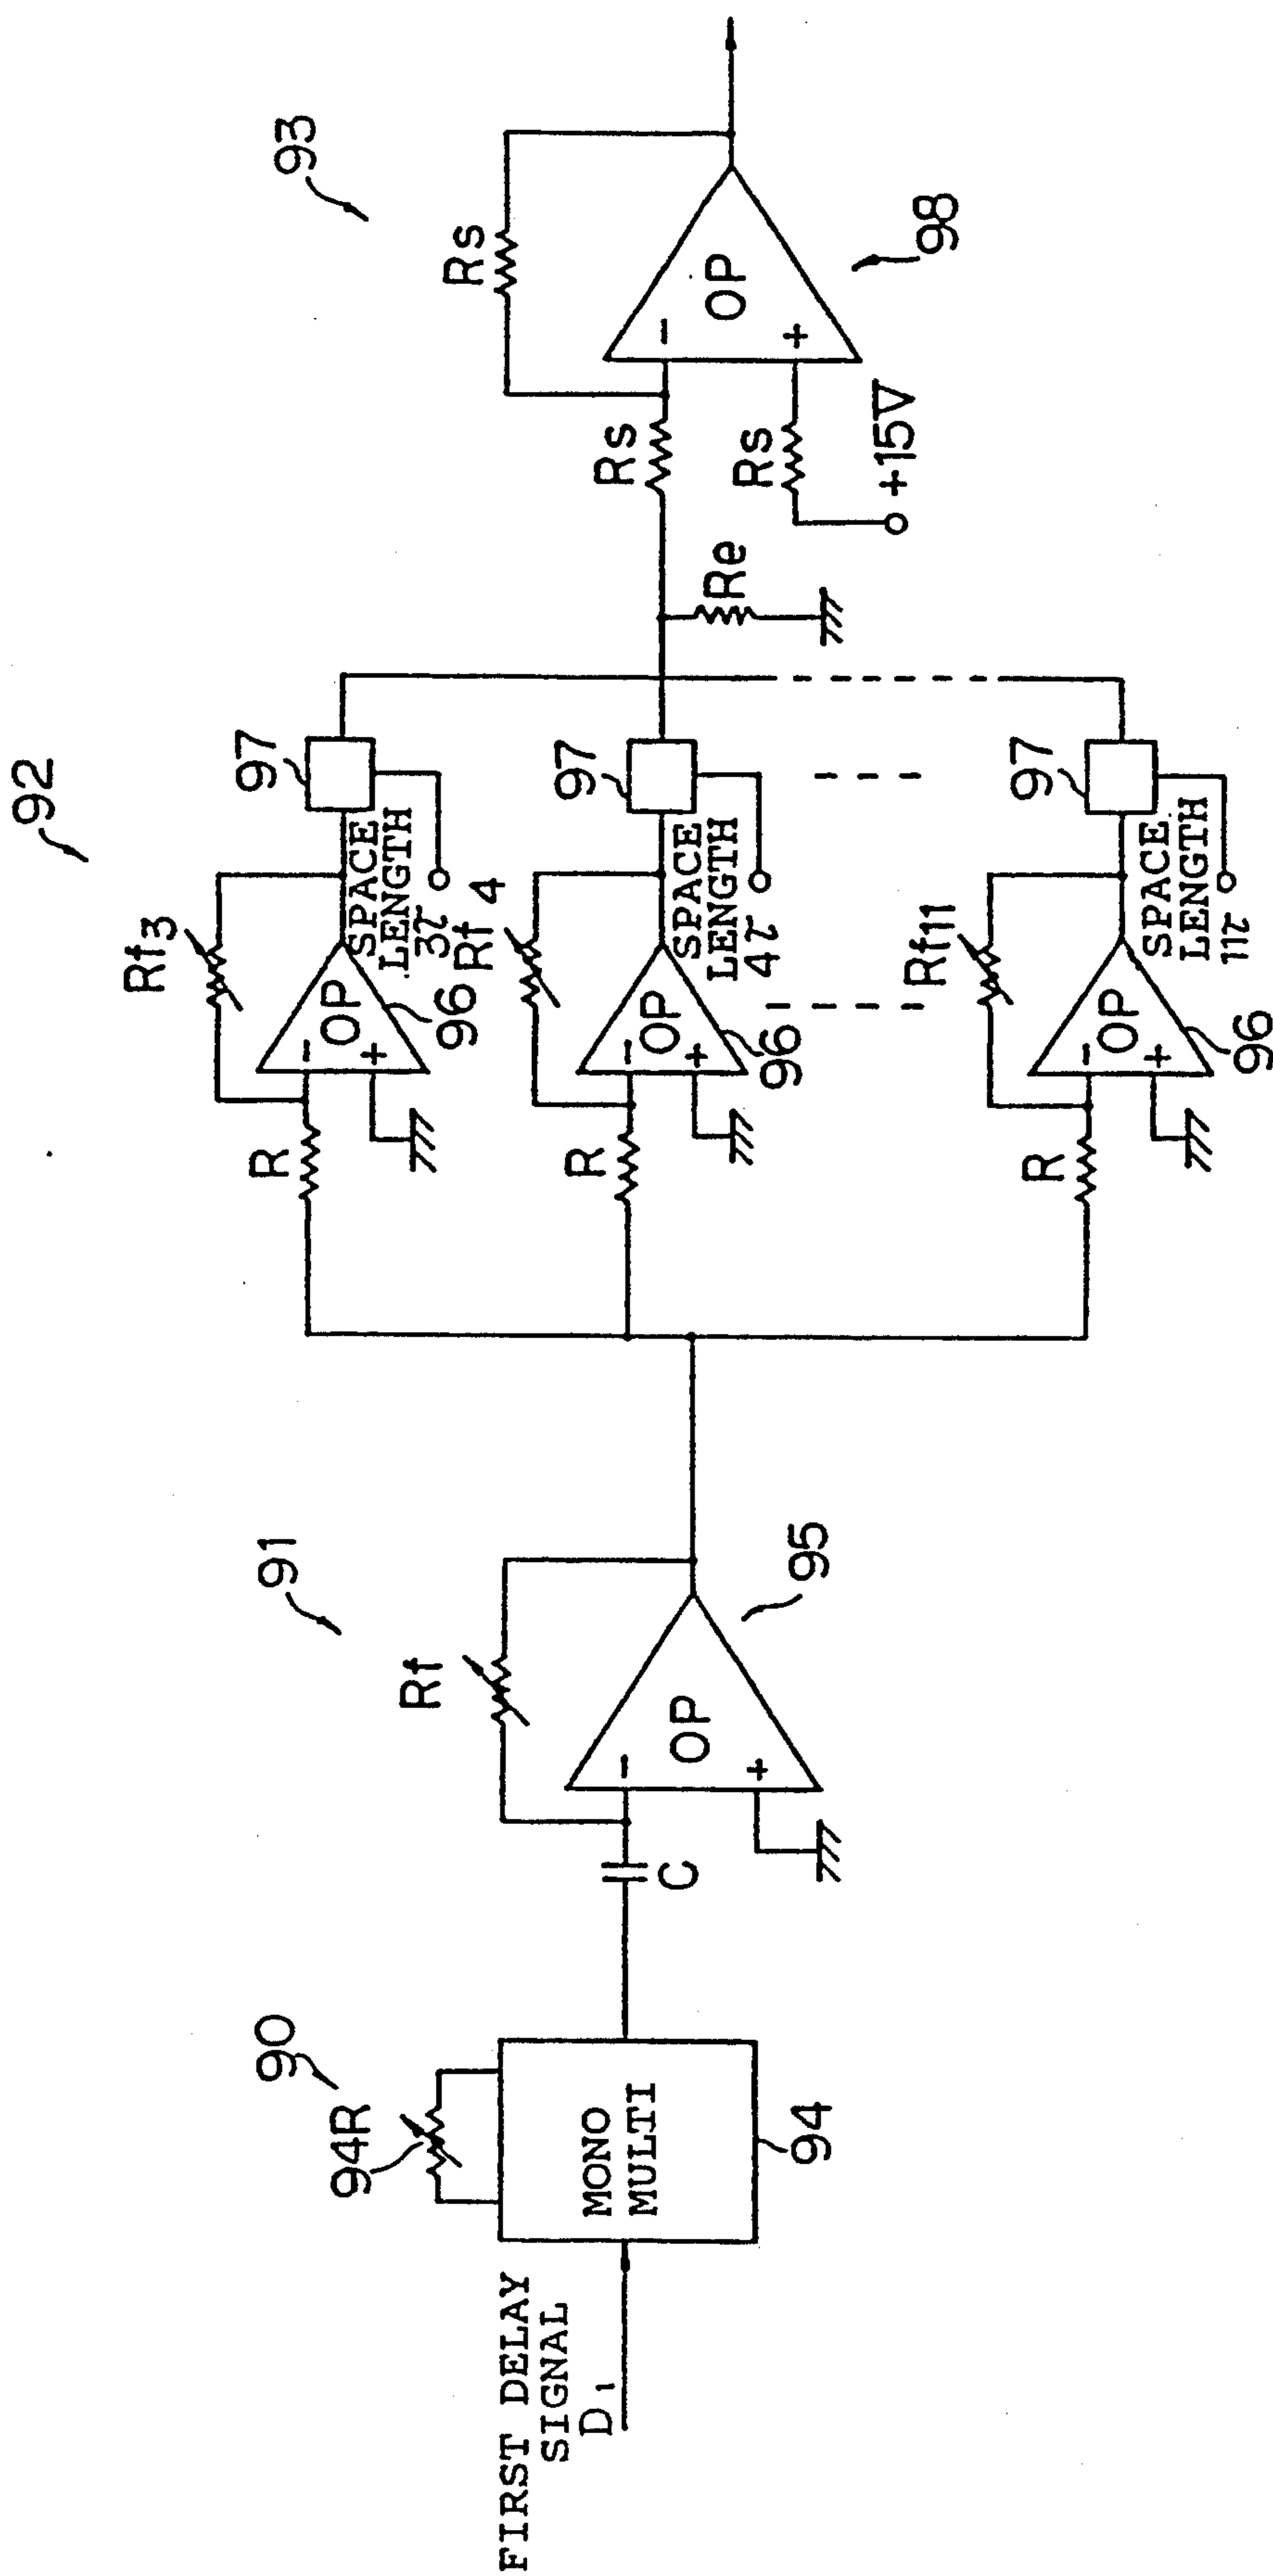 90
94R
FIRST DELAY
SIGNAL
D1
MONO
MULTI
94
91
Rf
C
-
OP
+
95
92
R
Rf3
-
OP
+
96
SPACE
LENGTH
3τ
97
R
Rf4
-
OP
+
96
SPACE
LENGTH
4τ
97
R
Rf11
-
OP
+
96
SPACE
LENGTH
11τ
97
93
Re
Rs
Rs
Rs
+15V
-
OP
+
98